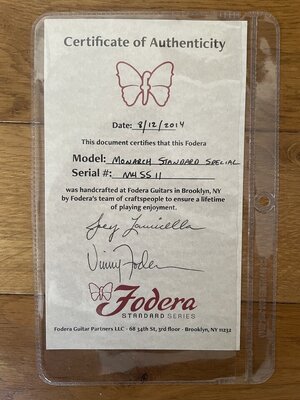 Certificate of Authenticity
Date: 8/12/2014
This document certifies that this Fodera
Model: MONARCH STANDARD SPECIAL
Serial #:
was handcrafted at Fodera Guitars in Brooklyn, NY
by Fodera's team of craftspeople to ensure a lifetime
of playing enjoyment.
Vinny Fodera
Fodera
STANDARD SERIES
Fodera Guitar Partners LLC - 68 34th St, 3rd floor - Brooklyn, NY 11232